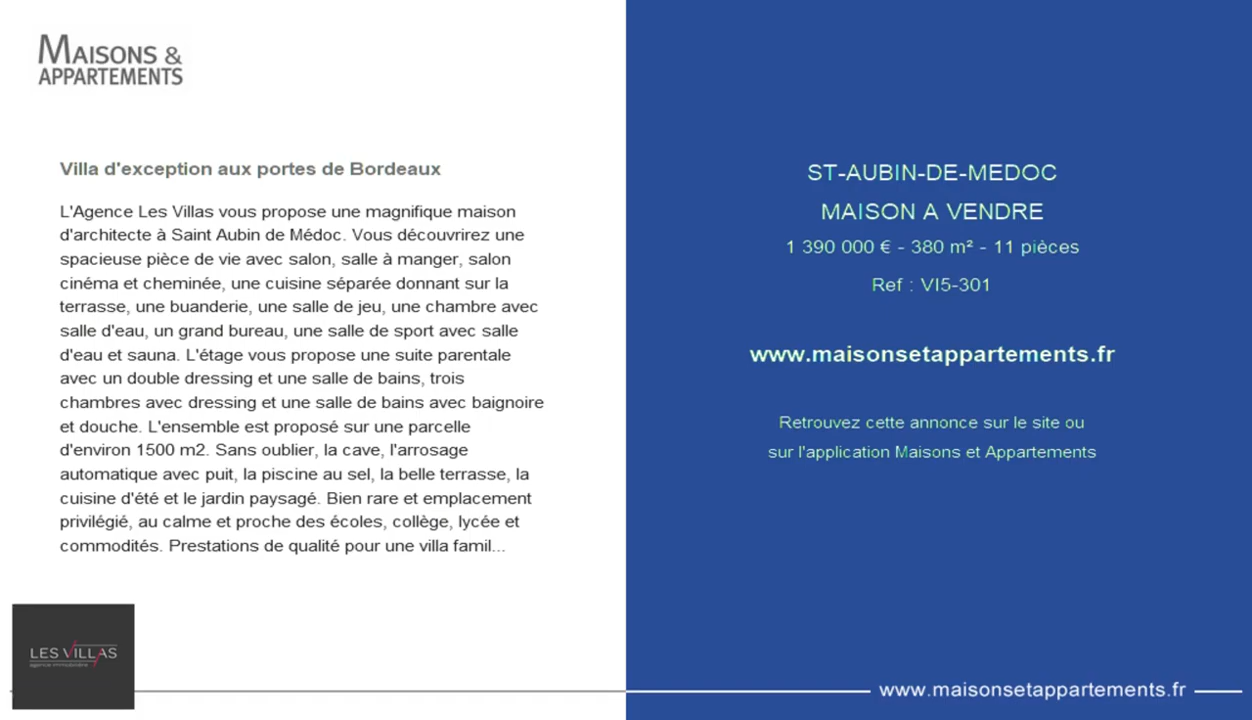 MAISONS &
APPARTEMENTS
Villa d'exception aux portes de Bordeaux
L'Agence Les Villas vous propose une magnifique maison
d'architecte à Saint Aubin de Médoc. Vous découvrirez une
spacieuse pièce de vie avec salon, salle à manger, salon
cinéma et cheminée, une cuisine séparée donnant sur la
terrasse, une buanderie, une salle de jeu, une chambre avec
salle d'eau, un grand bureau, une salle de sport avec salle
d'eau et sauna. L'étage vous propose une suite parentale
avec un double dressing et une salle de bains, trois
chambres avec dressing et une salle de bains avec baignoire
et douche. L'ensemble est proposé sur une parcelle
d'environ 1500 m2. Sans oublier, la cave, l'arrosage
automatique avec puit, la piscine au sel, la belle terrasse, la
cuisine d'été et le jardin paysagé. Bien rare et emplacement
privilégié, au calme et proche des écoles, collège, lycée et
commodités. Prestations de qualité pour une villa famil...
LES VILLAS
agence immobilière
ST-AUBIN-DE-MEDOC
MAISON A VENDRE
1 390 000 € - 380 m² - 11 pièces
Ref : VI5-301
www.maisonsetappartements.fr
Retrouvez cette annonce sur le site ou
sur l'application Maisons et Appartements
www.maisonsetappartements.fr